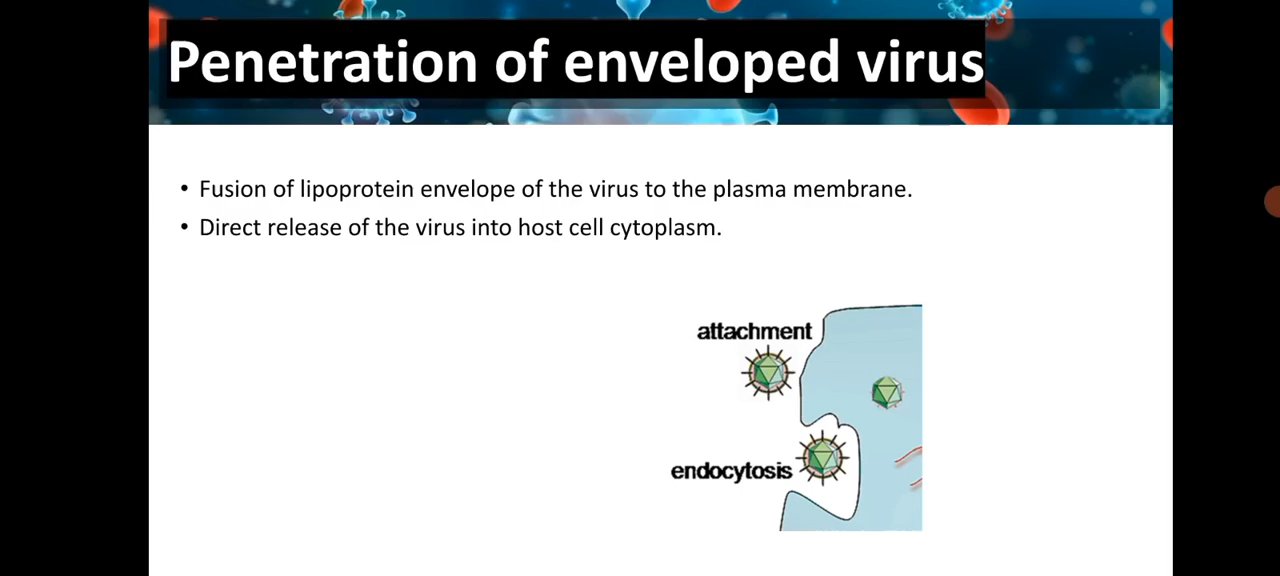 Penetration of enveloped virus
• Fusion of lipoprotein envelope of the virus to the plasma membrane.
• Direct release of the virus into host cell cytoplasm.
attachment
endocytosis